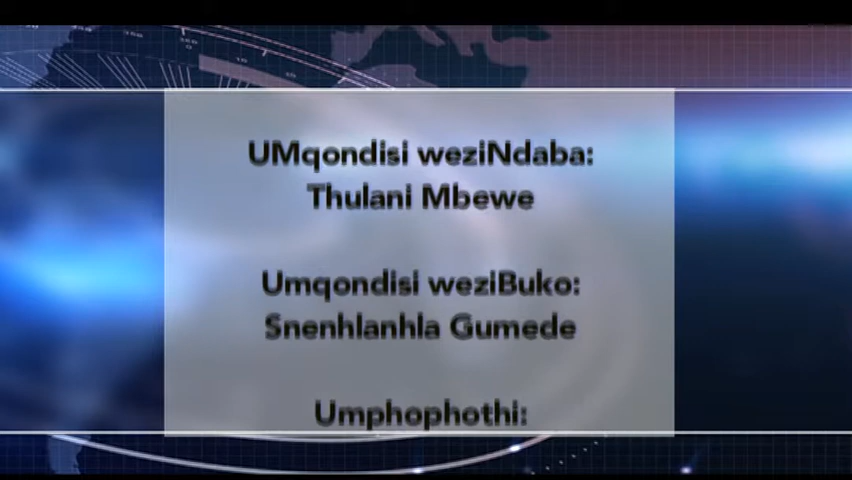 UMqondisi weziNdaba:
Thulani Mbewe
Umqondisi weziBuko:
Snenhlanhla Gumede
Umphophothi: